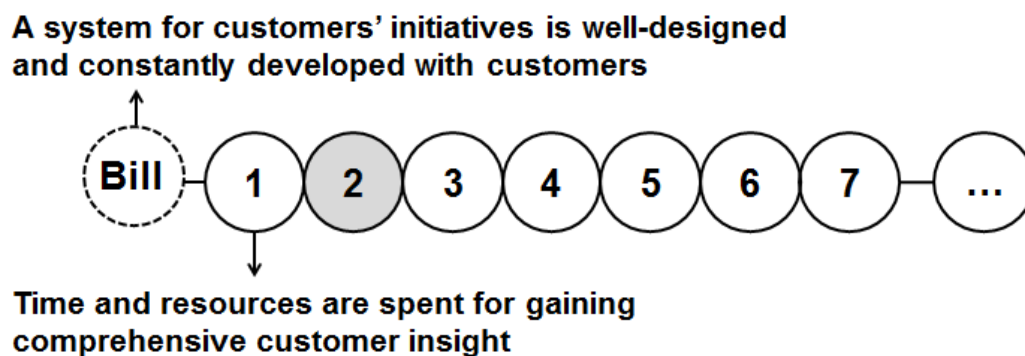 A system for customers’ initiatives is well-designed
and constantly developed with customers
Bill 1 2 3 4 5 6 7 ...
Time and resources are spent for gaining
comprehensive customer insight